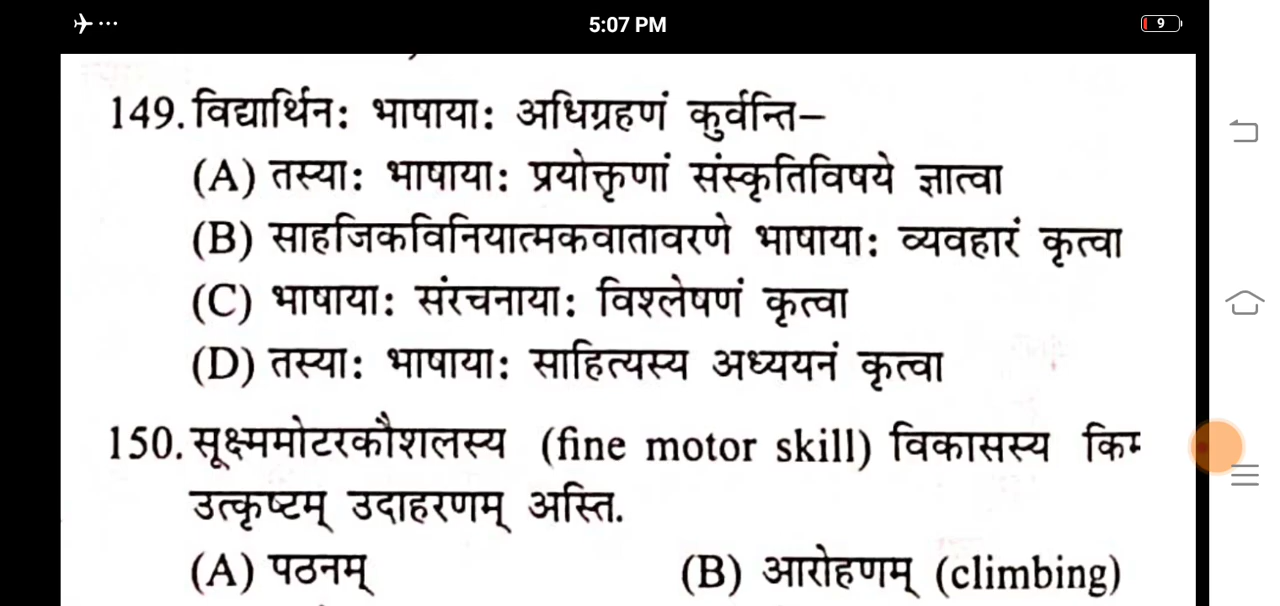 5:07 PM
9
149. विद्यार्थिनः भाषायाः अधिग्रहणं कुर्वन्ति–
(A) तस्याः भाषायाः प्रयोक्तृणां संस्कृतिविषये ज्ञात्वा
(B) साहजिकविनियात्मकवातावरणे भाषायाः व्यवहारं कृत्वा
(C) भाषायाः संरचनायाः विश्लेषणं कृत्वा
(D) तस्याः भाषायाः साहित्यस्य अध्ययनं कृत्वा
150. सूक्ष्ममोटरकौशलस्य (fine motor skill) विकासस्य
उत्कृष्टम् उदाहरणम् अस्ति.
(A) पठनम् (B) आरोहणम् (climbing)